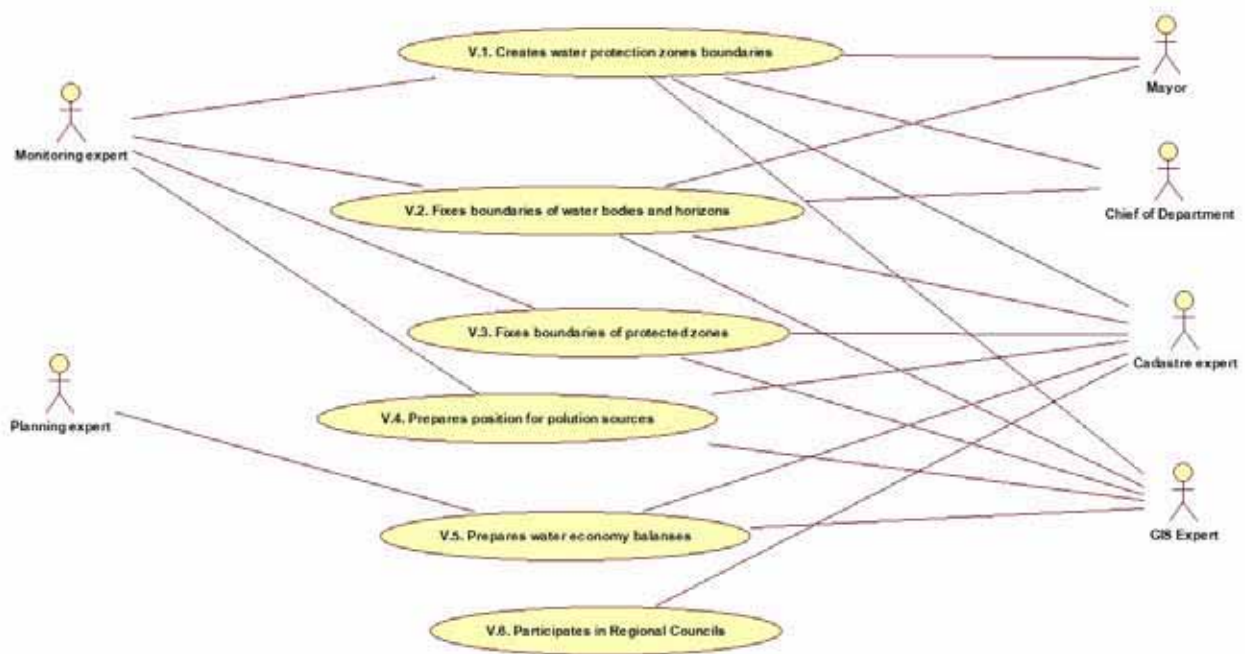 V.1. Creates water protection zones boundaries
Mayor
Monitoring expert
V.2. Fixes boundaries of water bodies and horizons
Chief of Department
V.3. Fixes boundaries of protected zones
Cadastre expert
Planning expert
V.4. Prepares position for polution sources
V.5. Prepares water economy balanses
GIS Expert
V.6. Participates in Regional Councils